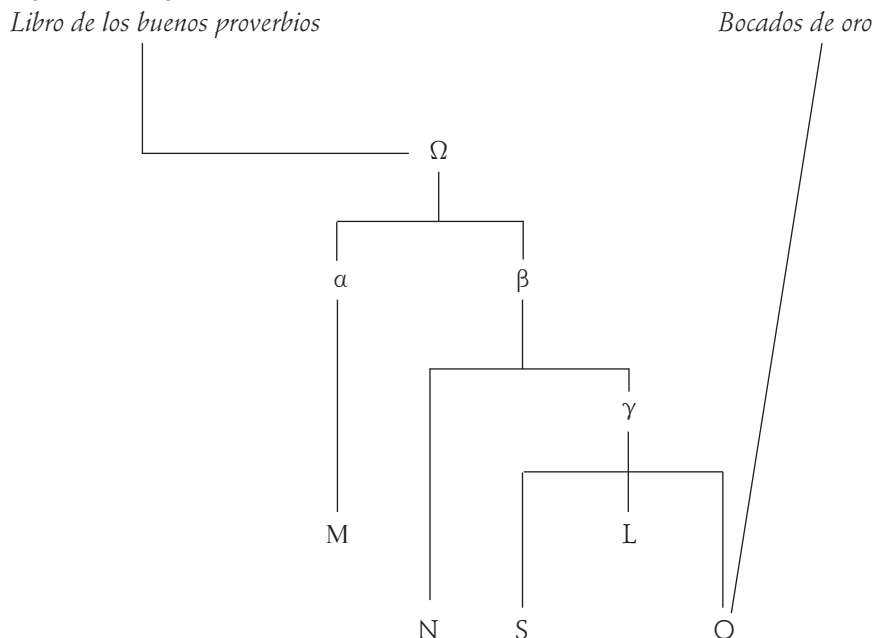 Libro de los buenos proverbios Bocados de oro
Ω
α β
γ
M L
N S O